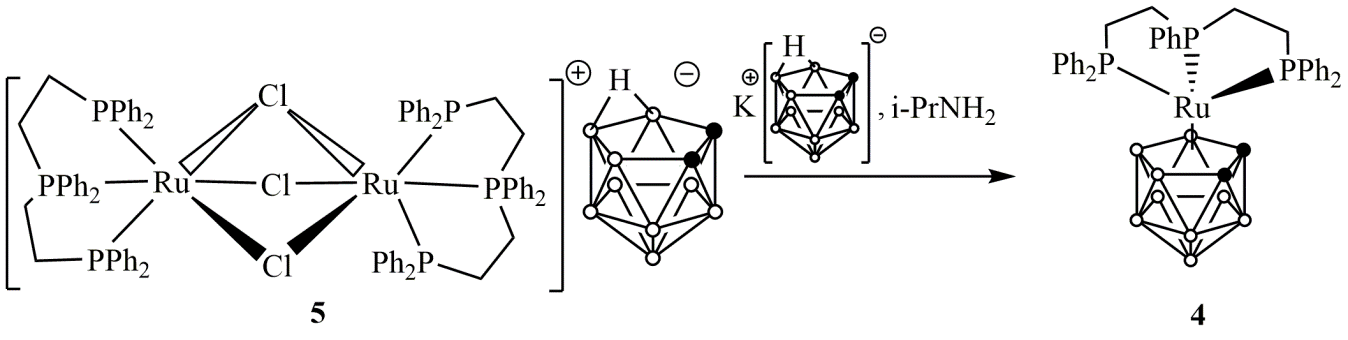 PhP
Ph₂P PPh₂
Ru
H ⊖
K⊕ , i-PrNH₂
⊕ H ⊖
PPh₂ Cl Ph₂P
PPh₂ Ru Cl Ru PPh₂
PPh₂ Cl Ph₂P
5 4